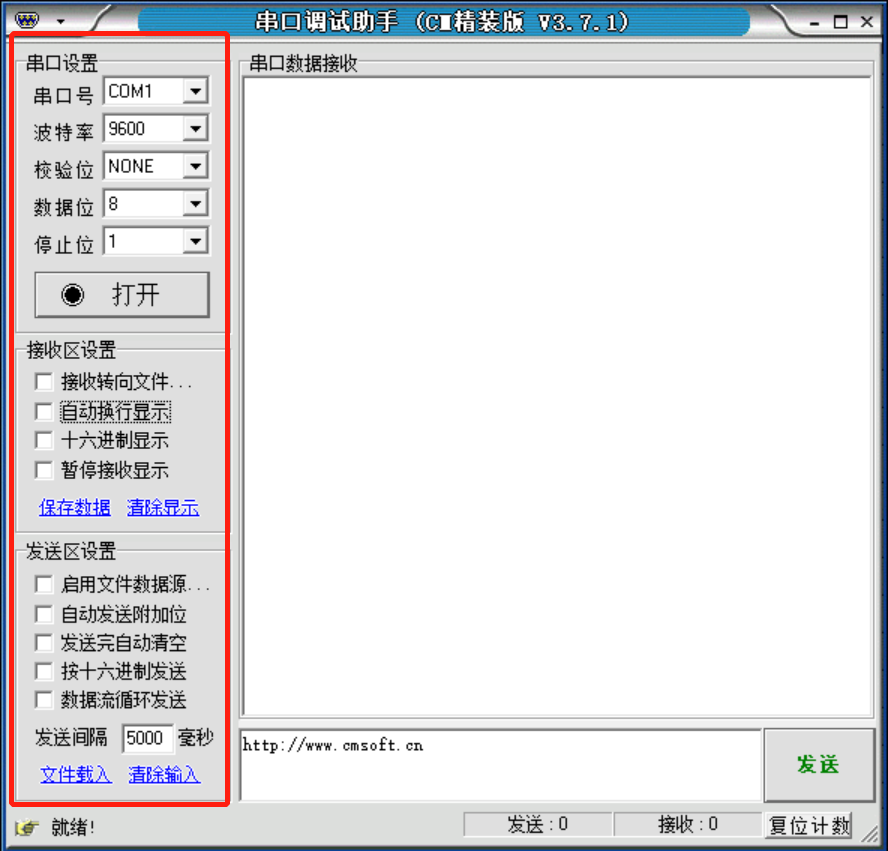 串口调试助手 (CM精装版 V3.7.1)
串口设置
串口号 COM1
波特率 9600
校验位 NONE
数据位 8
停止位 1
打开
接收区设置
接收转向文件...
自动换行显示
十六进制显示
暂停接收显示
保存数据 清除显示
发送区设置
启用文件数据源...
自动发送附加位
发送完自动清空
按十六进制发送
数据流循环发送
发送间隔 5000 毫秒
文件载入 清除输入
串口数据接收
http://www.cmsoft.cn
发送
就绪!
发送:0
接收:0
复位计数